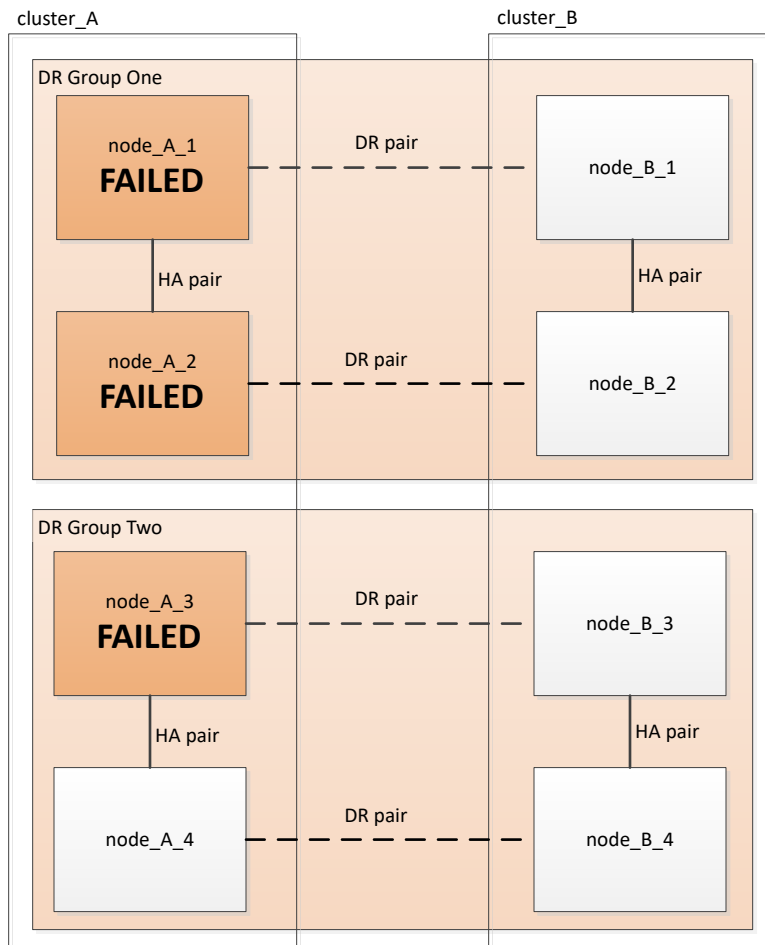 cluster_A
cluster_B
DR Group One
node_A_1
FAILED
DR pair
node_B_1
HA pair
HA pair
node_A_2
FAILED
DR pair
node_B_2
DR Group Two
node_A_3
FAILED
DR pair
node_B_3
HA pair
HA pair
node_A_4
DR pair
node_B_4